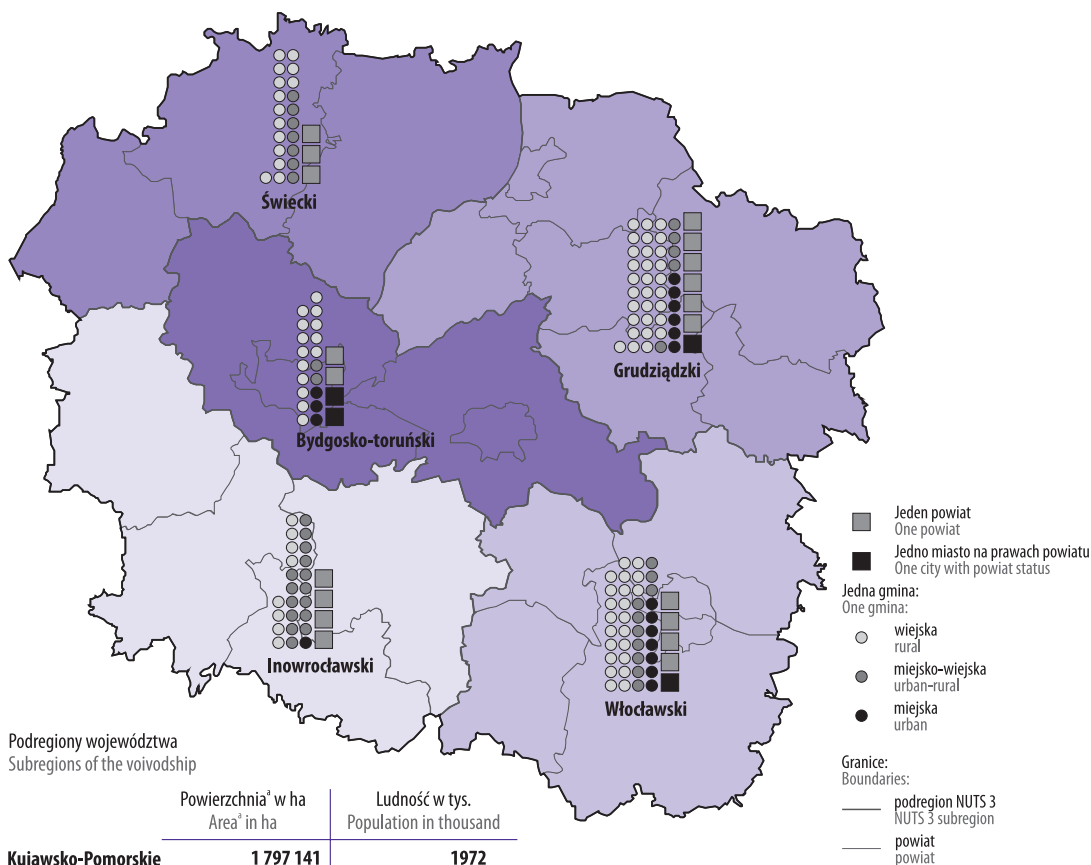 Świecki
Grudziądzki
Bydgosko-toruński
Inowrocławski
Włocławski
Jeden powiat
One powiat
Jedno miasto na prawach powiatu
One city with powiat status
Jedna gmina:
One gmina:
wiejska
rural
miejsko-wiejska
urban-rural
miejska
urban
Granice:
Boundaries:
podregion NUTS 3
NUTS 3 subregion
powiat
powiat
Podregiony województwa
Subregions of the voivodship
Powierzchniaª w ha Ludność w tys.
Areaª in ha Population in thousand
Kujawsko-Pomorskie 1 797 141 1972